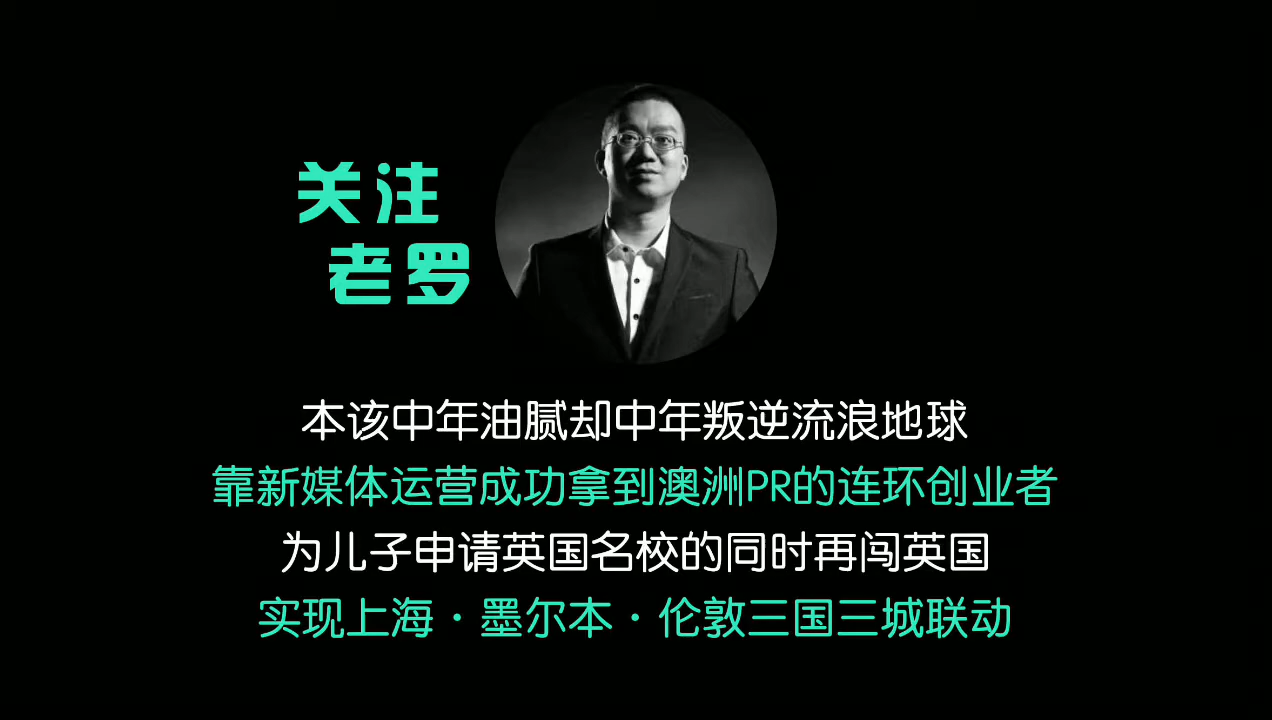 关注
老罗
本该中年油腻却中年叛逆流浪地球
靠新媒体运营成功拿到澳洲PR的连环创业者
为儿子申请英国名校的同时再闯英国
实现上海·墨尔本·伦敦三国三城联动